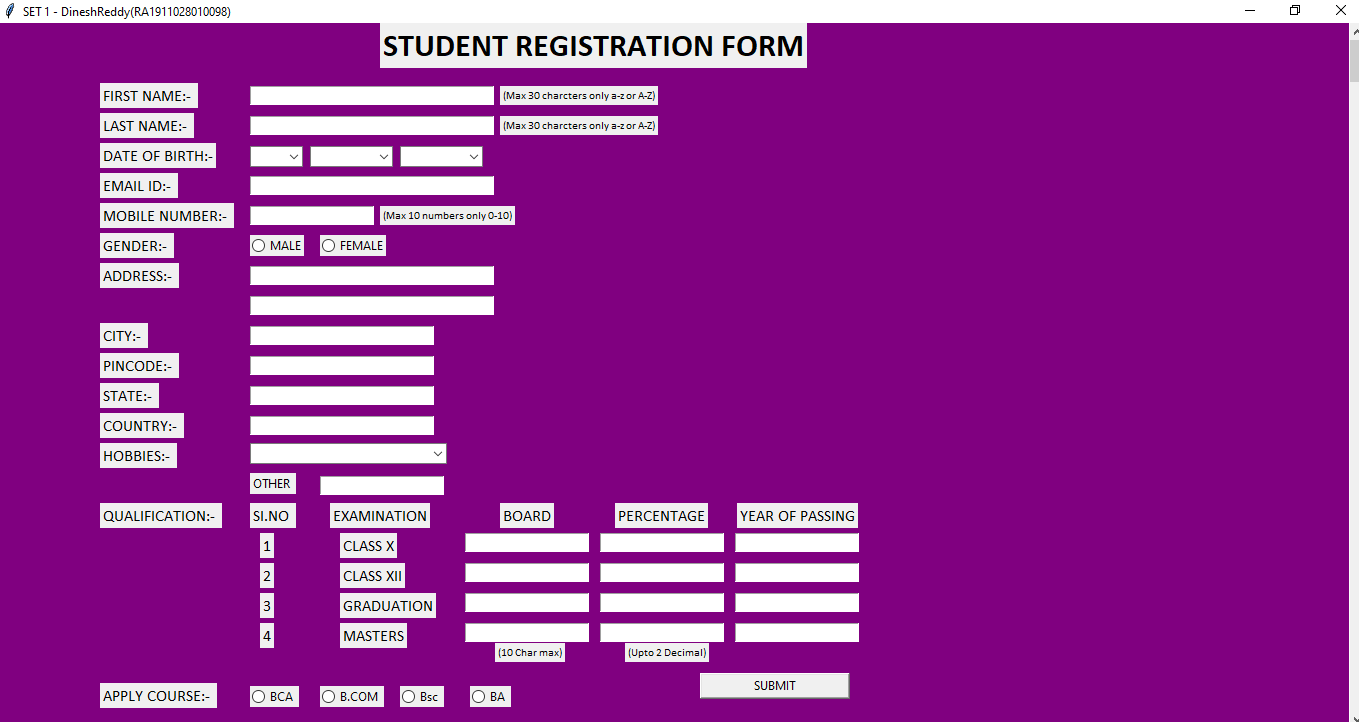 SET 1 - DineshReddy(RA1911028010098)
STUDENT REGISTRATION FORM
FIRST NAME:- (Max 30 charcters only a-z or A-Z)
LAST NAME:- (Max 30 charcters only a-z or A-Z)
DATE OF BIRTH:-
EMAIL ID:-
MOBILE NUMBER:- (Max 10 numbers only 0-10)
GENDER:- MALE FEMALE
ADDRESS:-
CITY:-
PINCODE:-
STATE:-
COUNTRY:-
HOBBIES:-
OTHER
QUALIFICATION:- SI.NO EXAMINATION BOARD PERCENTAGE YEAR OF PASSING
1 CLASS X
2 CLASS XII
3 GRADUATION
4 MASTERS
(10 Char max) (Upto 2 Decimal)
SUBMIT
APPLY COURSE:- BCA B.COM Bsc BA